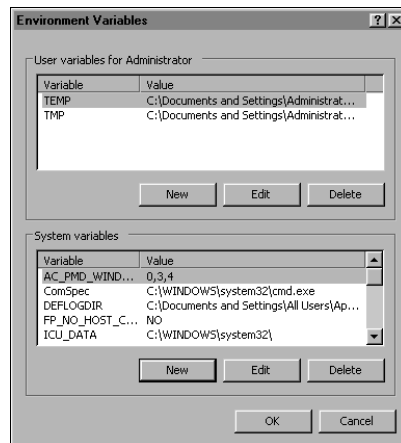 Environment Variables
User variables for Administrator
Variable Value
TEMP C:\Documents and Settings\Administrat...
TMP C:\Documents and Settings\Administrat...
New Edit Delete
System variables
Variable Value
AC_PMD_WIND... 0,3,4
ComSpec C:\WINDOWS\system32\cmd.exe
DEFLOGDIR C:\Documents and Settings\All Users\Ap...
FP_NO_HOST_C... NO
ICU_DATA C:\WINDOWS\system32\
New Edit Delete
OK Cancel